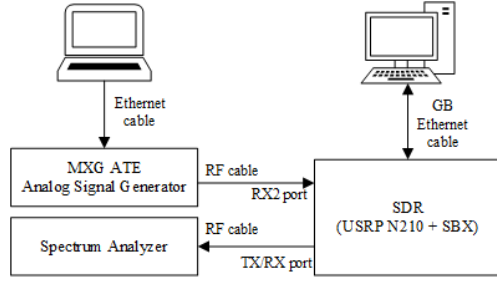 Ethernet
cable
GB
Ethernet
cable
MXG ATE
Analog Signal Generator
RF cable
RX2 port
SDR
(USRP N210 + SBX)
RF cable
Spectrum Analyzer
TX/RX port